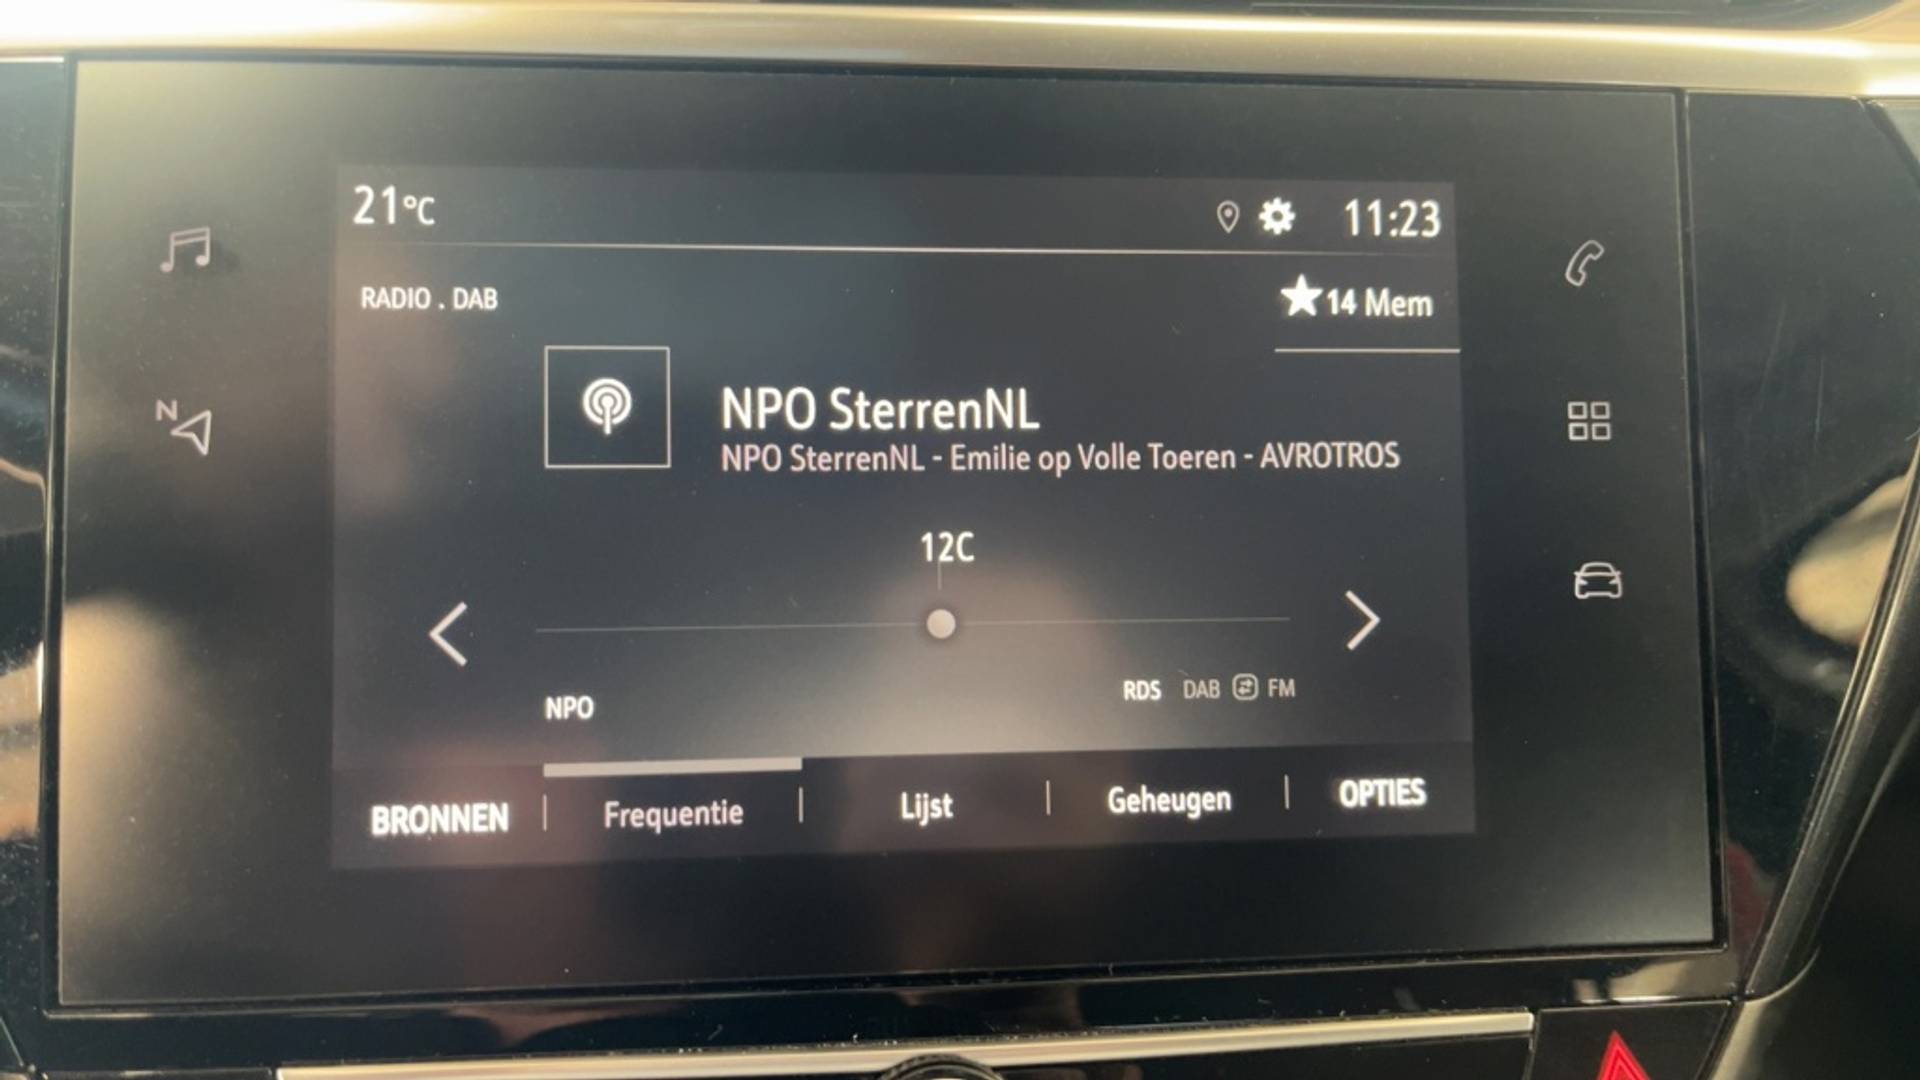 21°C
11:23
RADIO . DAB
★14 Mem
N
NPO SterrenNL
NPO SterrenNL - Emilie op Volle Toeren - AVROTROS
12C
NPO
RDS DAB FM
BRONNEN Frequentie Lijst Geheugen OPTIES